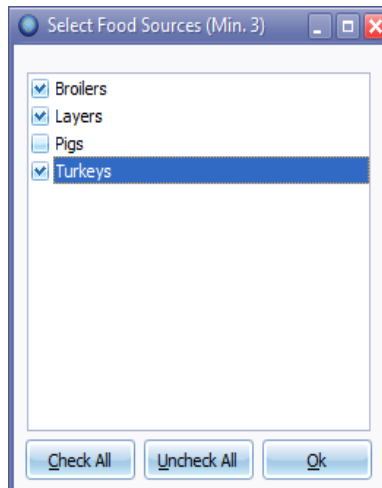 Select Food Sources (Min. 3)
Broilers
Layers
Pigs
Turkeys
Check All Uncheck All Ok